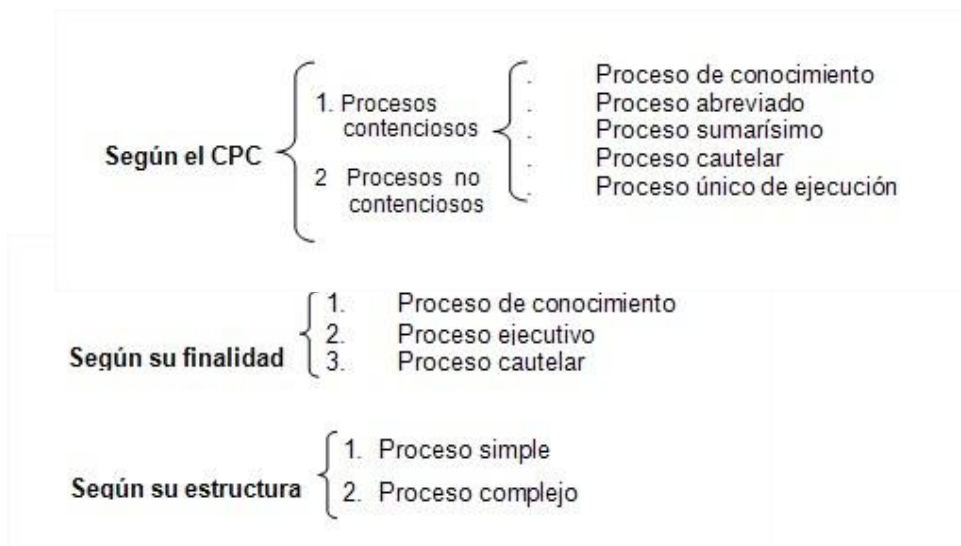 Según el CPC
1. Procesos
contenciosos
2 Procesos no
contenciosos
. Proceso de conocimiento
. Proceso abreviado
. Proceso sumarísimo
. Proceso cautelar
. Proceso único de ejecución
Según su finalidad
1. Proceso de conocimiento
2. Proceso ejecutivo
3. Proceso cautelar
Según su estructura
1. Proceso simple
2. Proceso complejo